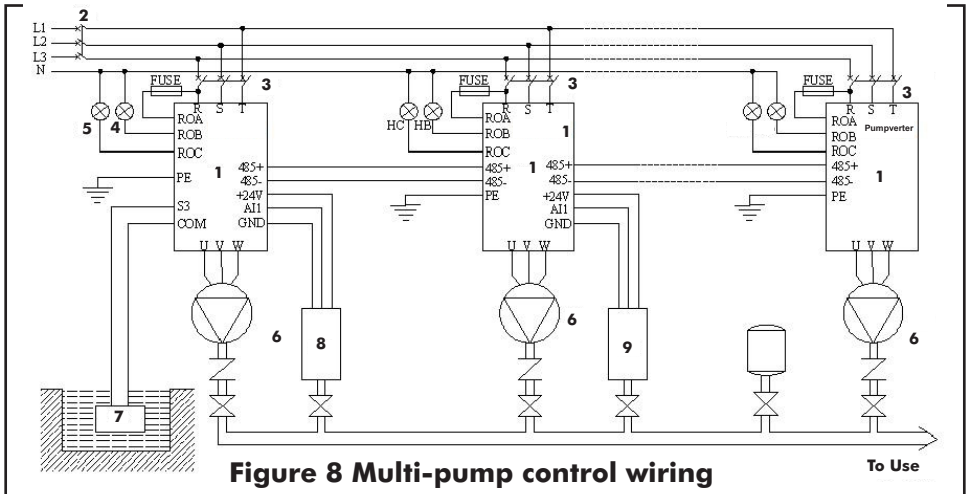 2
L1
L2
L3
N
FUSE
3
R S T
5
4
ROA
ROB
ROC
PE
S3
COM
1
485+
485-
+24V
AI1
GND
U V W
6
8
7
FUSE
3
R S T
HC
HB
ROA
ROB
ROC
1
1
485+
485-
PE
485+
485-
+24V
AI1
GND
U V W
6
9
FUSE
3
R S T
ROA
ROB
ROC
Pumpverter
485+
485-
PE
1
U V W
6
To Use
Figure 8 Multi-pump control wiring